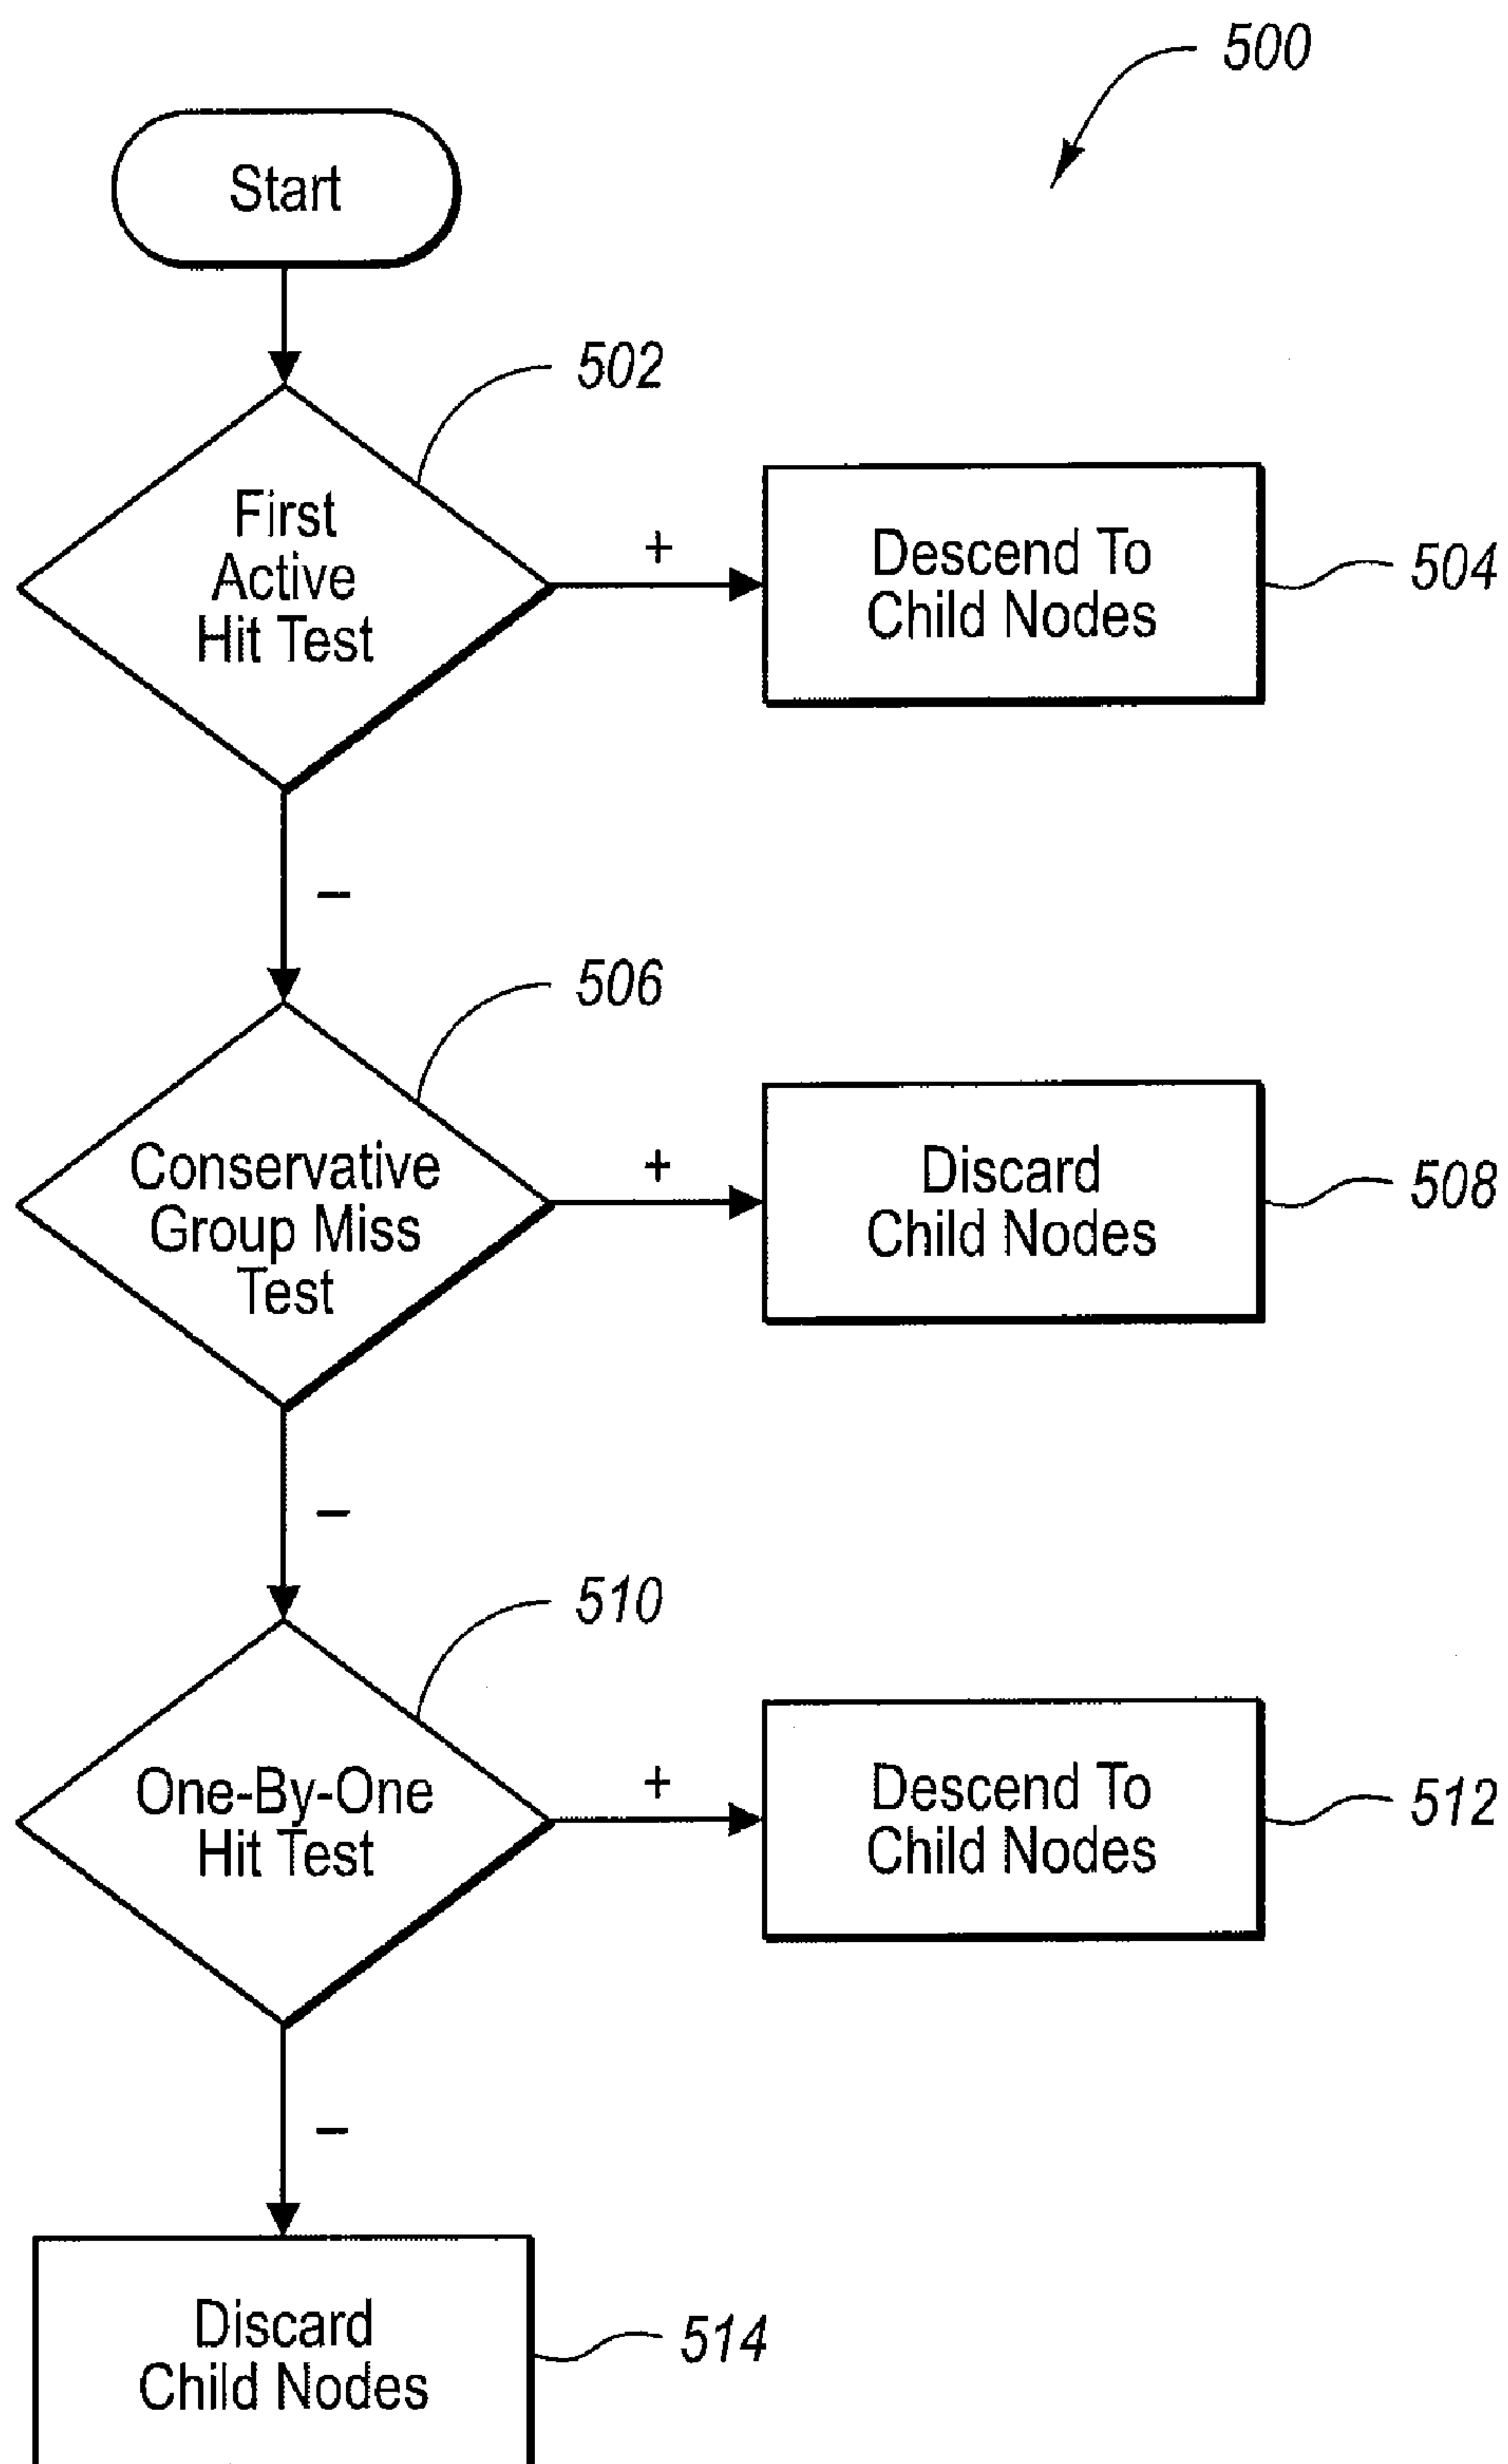 500
Start
502
First
Active
Hit Test
+
Descend To
Child Nodes
504
–
506
Conservative
Group Miss
Test
+
Discard
Child Nodes
508
–
510
One-By-One
Hit Test
+
Descend To
Child Nodes
512
–
Discard
Child Nodes
514